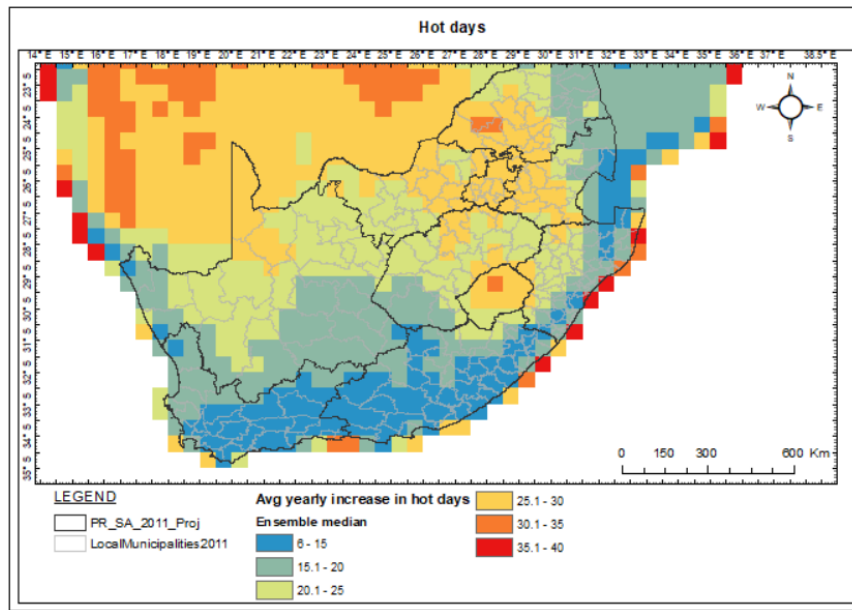 Hot days
14° E 15° E 16° E 17° E 18° E 19° E 20° E 21° E 22° E 23° E 24° E 25° E 26° E 27° E 28° E 29° E 30° E 31° E 32° E 33° E 34° E 35° E 36° E 37° E 38.5° E
23° S
24° S
25° S
26° S
27° S
28° S
29° S
30° S
31° S
32° S
33° S
34° S
35° S
N
W E
S
0 150 300 600 Km
LEGEND
PR_SA_2011_Proj
LocalMunicipalities2011
Avg yearly increase in hot days
Ensemble median
6 - 15
15.1 - 20
20.1 - 25
25.1 - 30
30.1 - 35
35.1 - 40